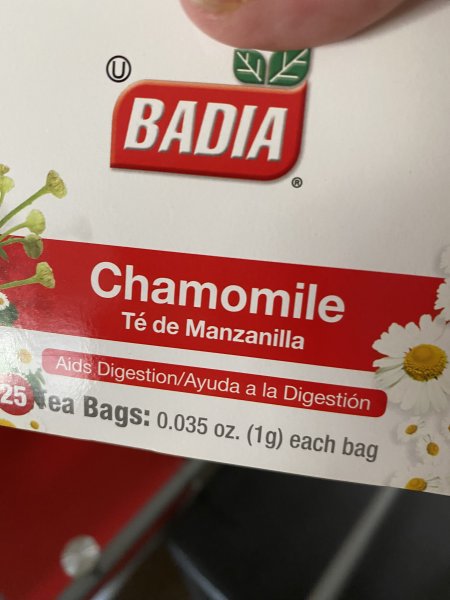 Ⓤ
BADIA
®
Chamomile
Té de Manzanilla
Aids Digestion/Ayuda a la Digestión
25 Tea Bags: 0.035 oz. (1g) each bag